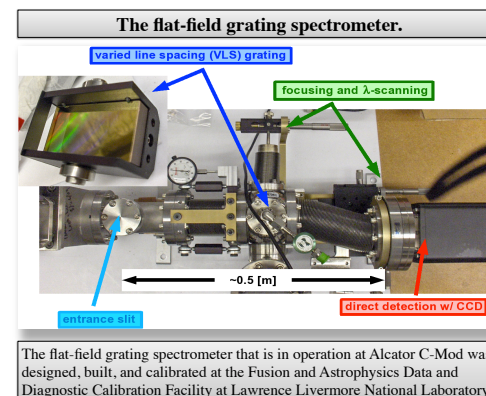 The flat-field grating spectrometer.
varied line spacing (VLS) grating
focusing and λ-scanning
~0.5 [m]
direct detection w/ CCD
entrance slit
The flat-field grating spectrometer that is in operation at Alcator C-Mod wa
designed, built, and calibrated at the Fusion and Astrophysics Data and
Diagnostic Calibration Facility at Lawrence Livermore National Laboratory